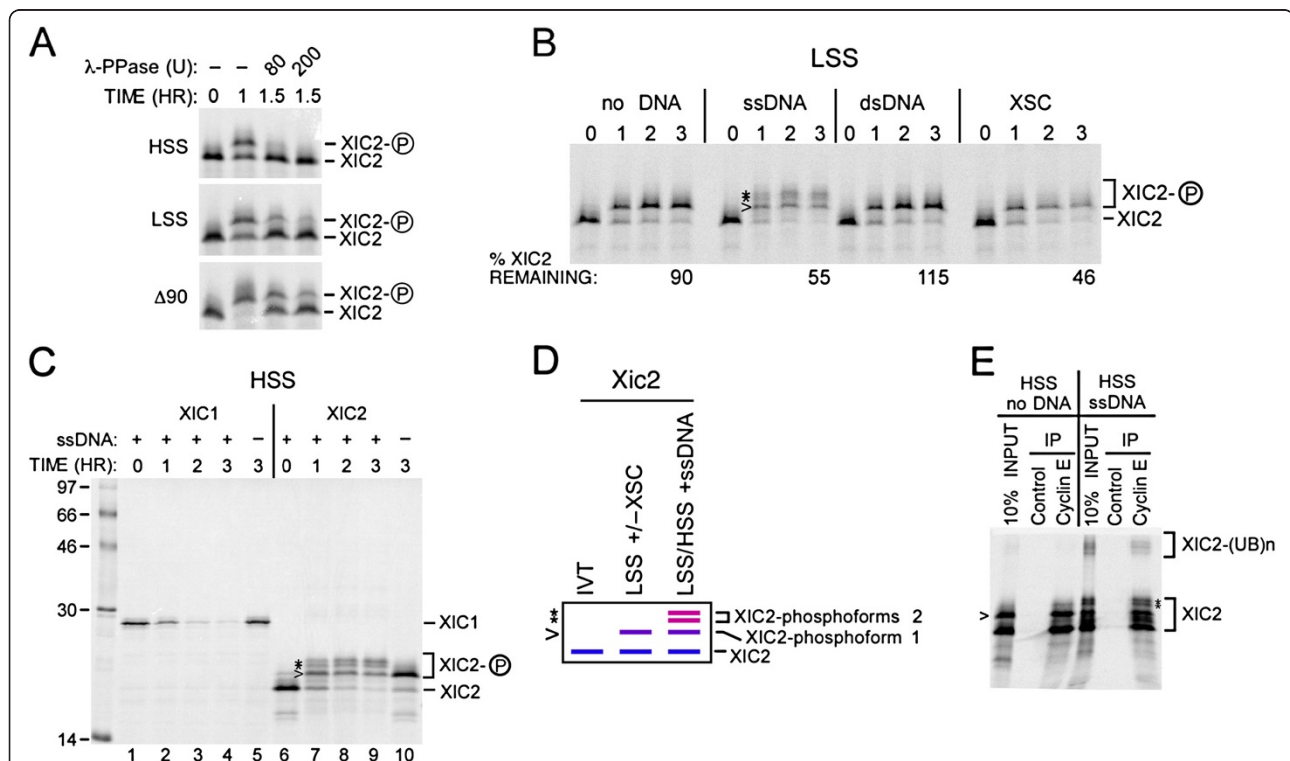 A
λ-PPase (U): – – 80 200
TIME (HR): 0 1 1.5 1.5
HSS
XIC2-Ⓟ
XIC2
LSS
XIC2-Ⓟ
XIC2
Δ90
XIC2-Ⓟ
XIC2
B
LSS
no DNA ssDNA dsDNA XSC
0 1 2 3 0 1 2 3 0 1 2 3 0 1 2 3
*
*
>
XIC2-Ⓟ
XIC2
% XIC2
REMAINING: 90 55 115 46
C
HSS
XIC1 XIC2
ssDNA: + + + + – + + + + –
TIME (HR): 0 1 2 3 3 0 1 2 3 3
97
66
46
30
14
XIC1
*
*
>
XIC2-Ⓟ
XIC2
1 2 3 4 5 6 7 8 9 10
D
Xic2
IVT
LSS +/–XSC
LSS/HSS +ssDNA
**
**
>
XIC2-phosphoforms 2
XIC2-phosphoform 1
XIC2
E
HSS
no DNA
HSS
ssDNA
10% INPUT
IP
Control
Cyclin E
10% INPUT
IP
Control
Cyclin E
XIC2-(UB)n
>
*
*
XIC2